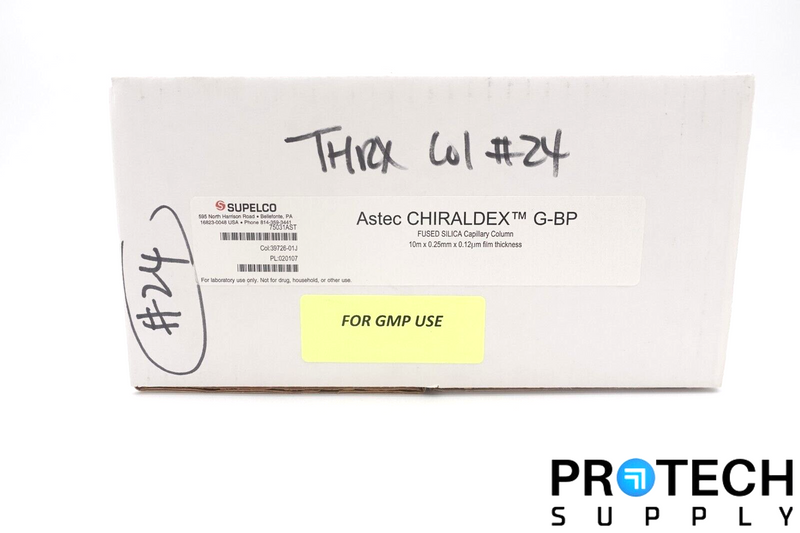 THRX Col #24
#24
SUPELCO
595 North Harrison Road • Bellefonte, PA
16823-0048 USA • Phone 814-359-3441
75031AST
Col:39726-01J
PL:020107
For laboratory use only. Not for drug, household, or other use.
Astec CHIRALDEX™ G-BP
FUSED SILICA Capillary Column
10m x 0.25mm x 0.12µm film thickness
FOR GMP USE
PROTECH
SUPPLY